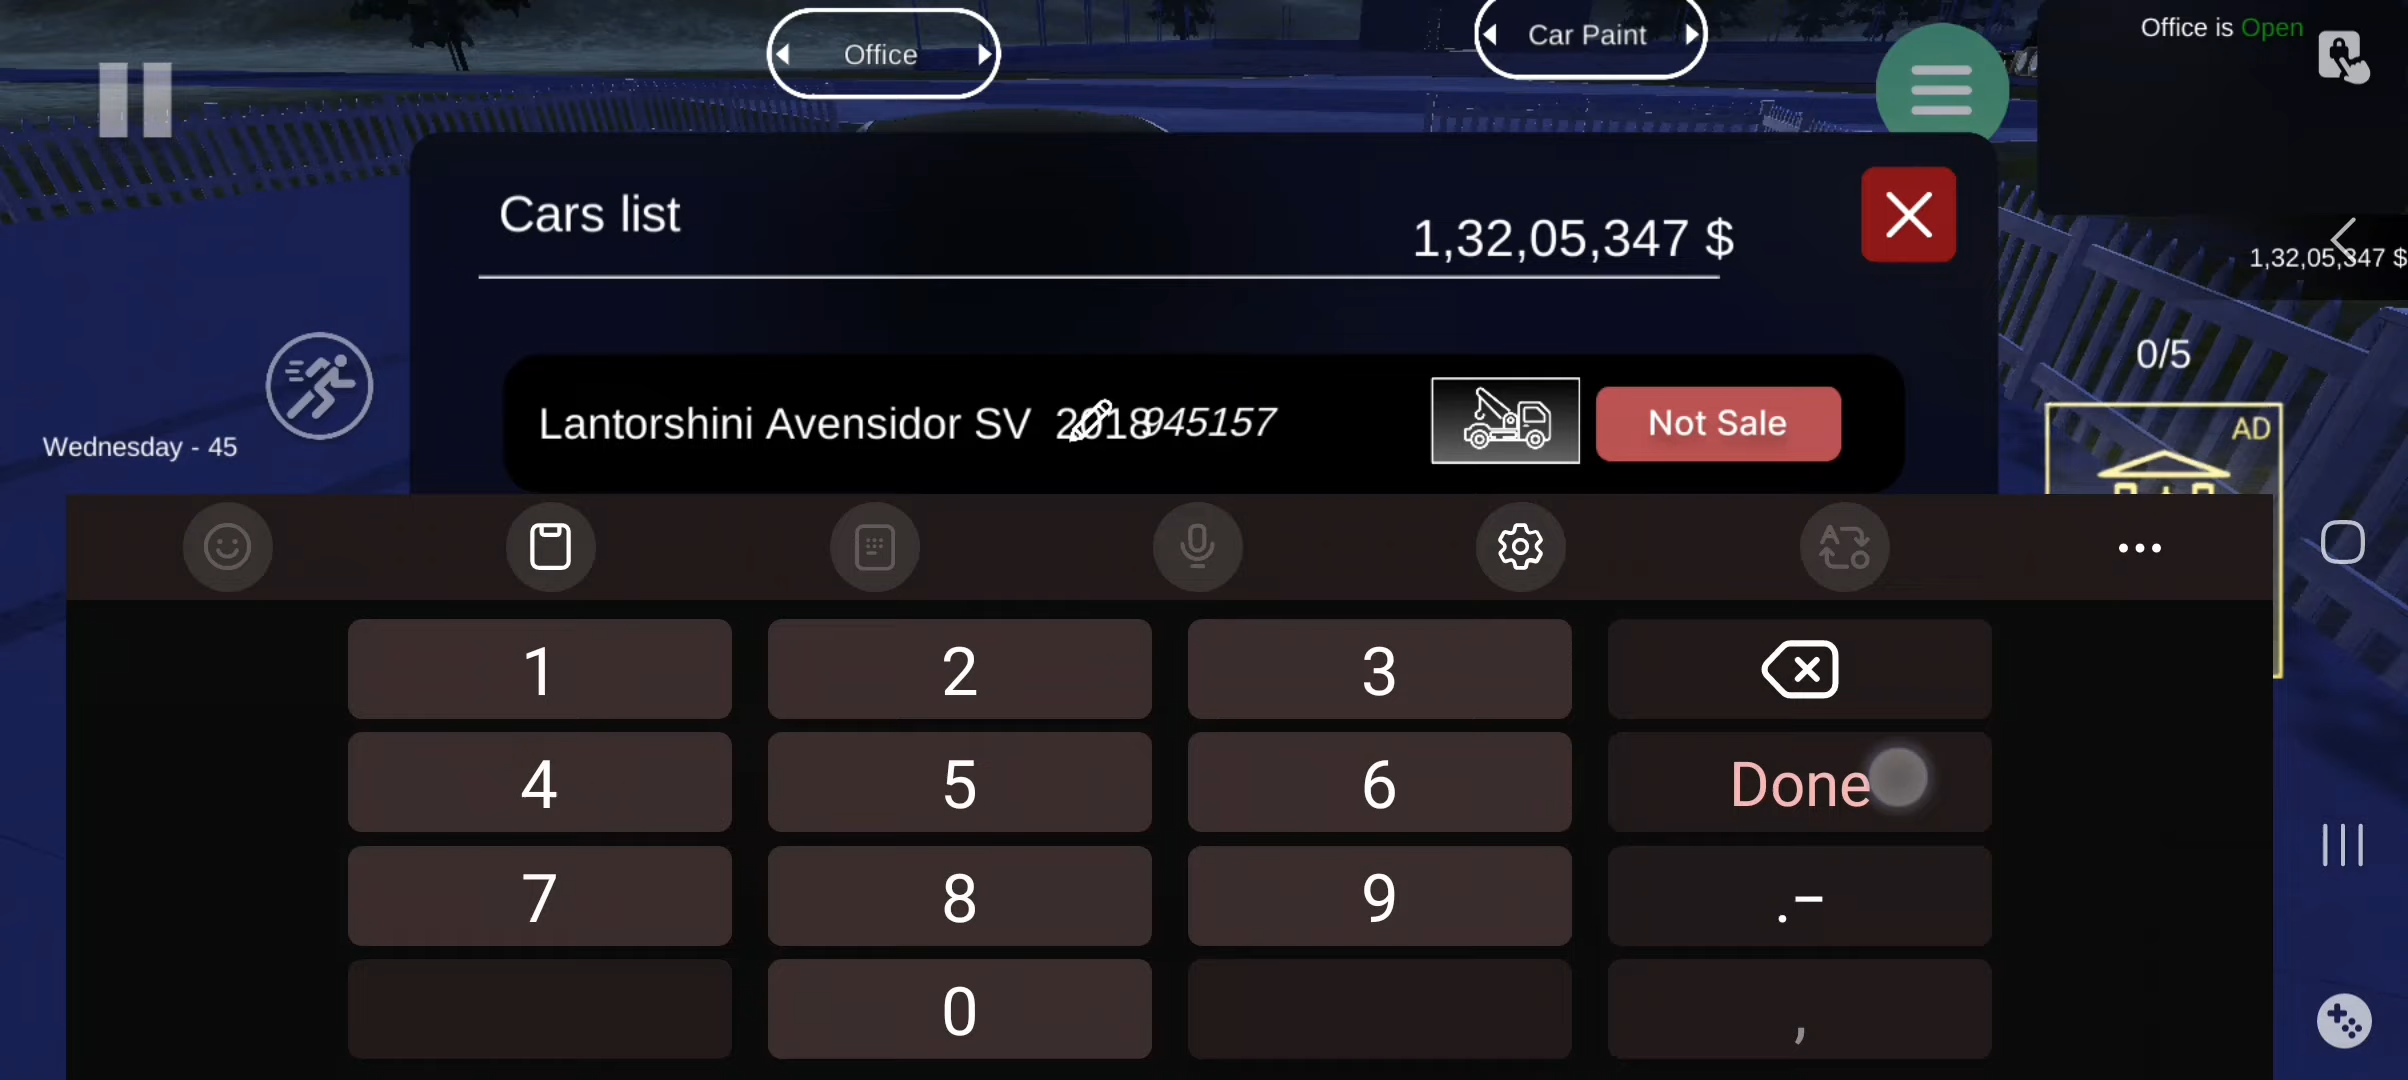 Office
Car Paint
Office is Open
Cars list
1,32,05,347 $
1,32,05,347 $
0/5
Lantorshini Avensidor SV 2018 945157
Not Sale
AD
Wednesday - 45
1 2 3
4 5 6 Done
7 8 9 .-
0 ,